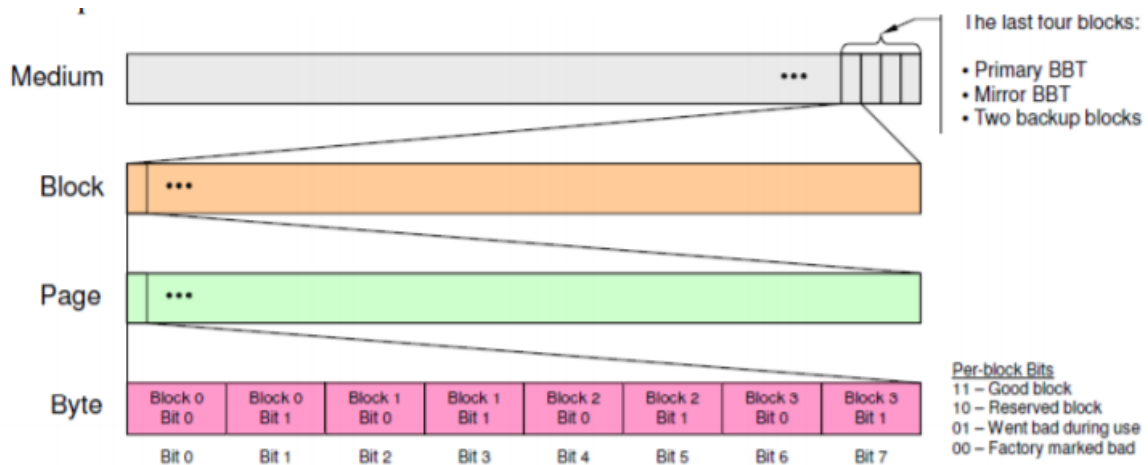 The last four blocks:
Medium
•••
• Primary BBT
• Mirror BBT
• Two backup blocks
Block
•••
Page
•••
Byte
Block 0 Block 0 Block 1 Block 1 Block 2 Block 2 Block 3 Block 3
Bit 0 Bit 1 Bit 0 Bit 1 Bit 0 Bit 1 Bit 0 Bit 1
Bit 0 Bit 1 Bit 2 Bit 3 Bit 4 Bit 5 Bit 6 Bit 7
Per-block Bits
11 – Good block
10 – Reserved block
01 – Went bad during use
00 – Factory marked bad